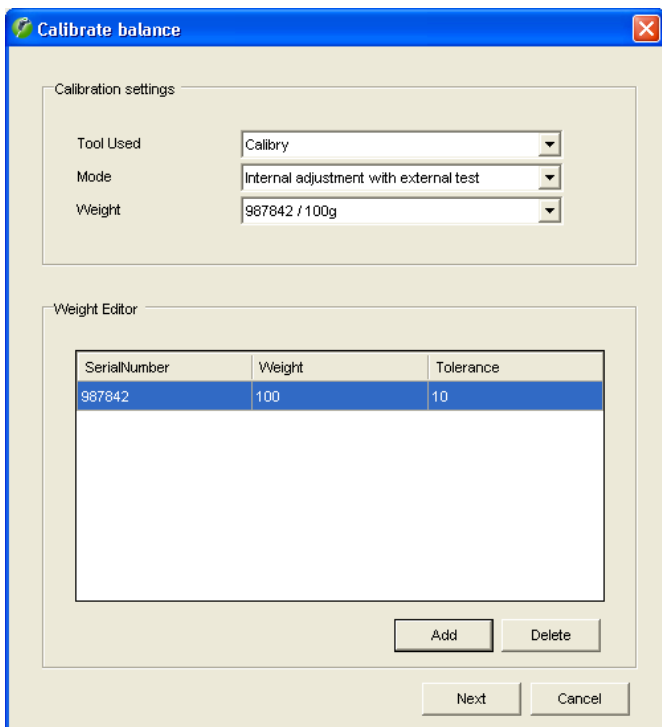 Calibrate balance
Calibration settings
Tool Used Calibry
Mode Internal adjustment with external test
Weight 987842 / 100g
Weight Editor
SerialNumber Weight Tolerance
987842 100 10
Add Delete
Next Cancel